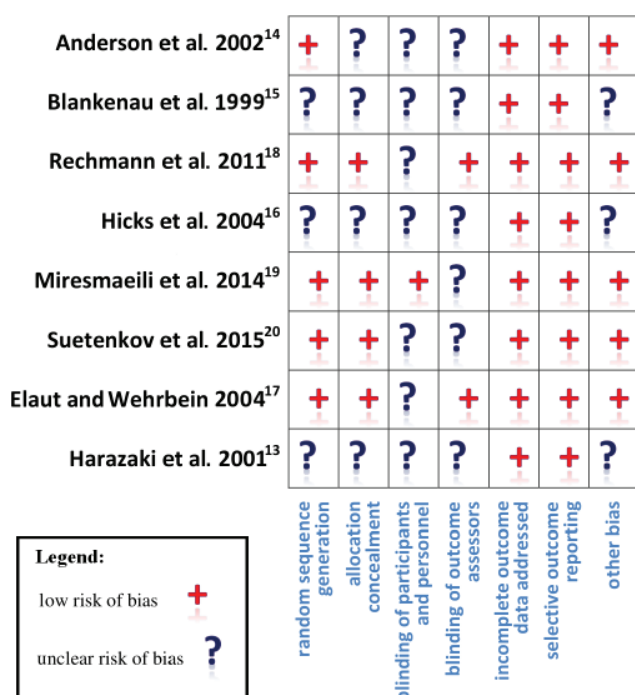 Anderson et al. 2002¹⁴ + ? ? ? + + +
Blankenau et al. 1999¹⁵ ? ? ? ? + + ?
Rechmann et al. 2011¹⁸ + + ? + + + +
Hicks et al. 2004¹⁶ ? ? ? ? + + ?
Miresmaeili et al. 2014¹⁹ + + + ? + + +
Suetenkov et al. 2015²⁰ + + ? ? + + +
Elaut and Wehrbein 2004¹⁷ + + ? + + + +
Harazaki et al. 2001¹³ ? ? ? ? + + ?
random sequence
generation
allocation
concealment
blinding of participants
and personnel
blinding of outcome
assessors
incomplete outcome
data addressed
selective outcome
reporting
other bias
Legend:
low risk of bias +
unclear risk of bias ?